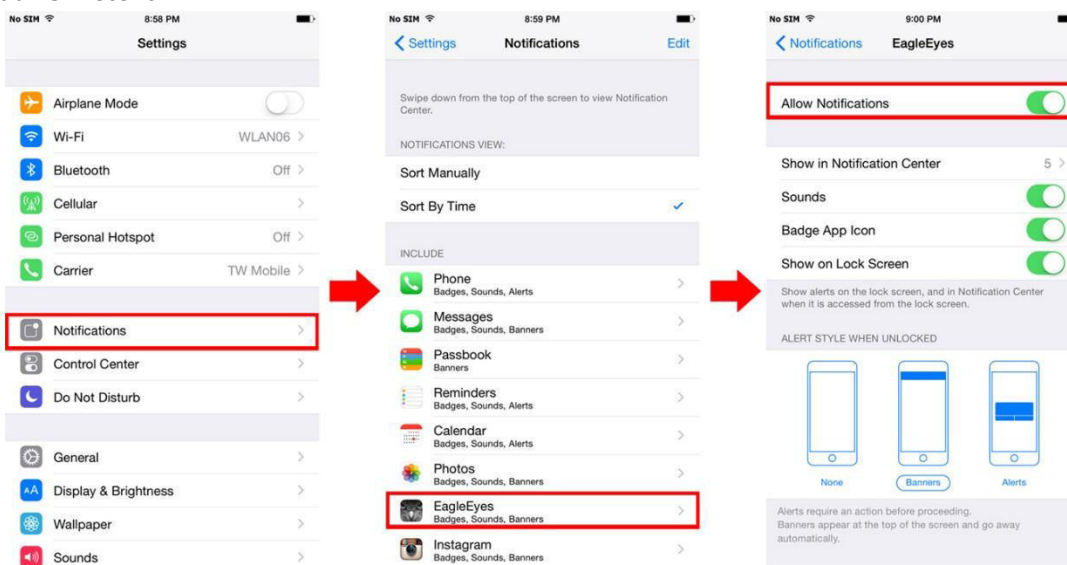 No SIM 8:58 PM
Settings
Airplane Mode
Wi-Fi WLAN06
Bluetooth Off
Cellular
Personal Hotspot Off
Carrier TW Mobile
Notifications
Control Center
Do Not Disturb
General
AA Display & Brightness
Wallpaper
Sounds
No SIM 8:59 PM
Settings Notifications Edit
Swipe down from the top of the screen to view Notification
Center.
NOTIFICATIONS VIEW:
Sort Manually
Sort By Time
INCLUDE
Phone
Badges, Sounds, Alerts
Messages
Badges, Sounds, Banners
Passbook
Banners
Reminders
Badges, Sounds, Alerts
Calendar
Badges, Sounds, Alerts
Photos
Badges, Sounds, Banners
EagleEyes
Badges, Sounds, Banners
Instagram
Badges, Sounds, Banners
No SIM 9:00 PM
Notifications EagleEyes
Allow Notifications
Show in Notification Center 5
Sounds
Badge App Icon
Show on Lock Screen
Show alerts on the lock screen, and in Notification Center
when it is accessed from the lock screen.
ALERT STYLE WHEN UNLOCKED
None Banners Alerts
Alerts require an action before proceeding.
Banners appear at the top of the screen and go away
automatically.